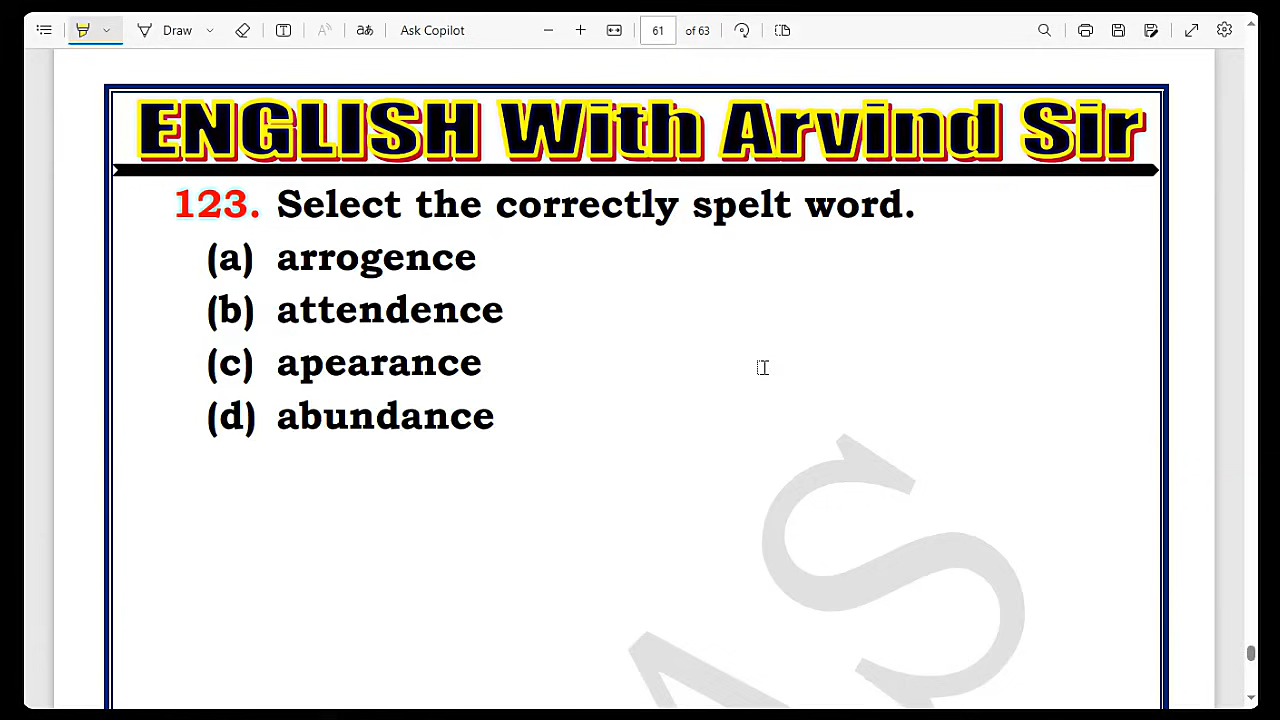 Draw
Ask Copilot
61 of 63
ENGLISH With Arvind Sir
123. Select the correctly spelt word.
(a) arrogence
(b) attendence
(c) apearance
(d) abundance